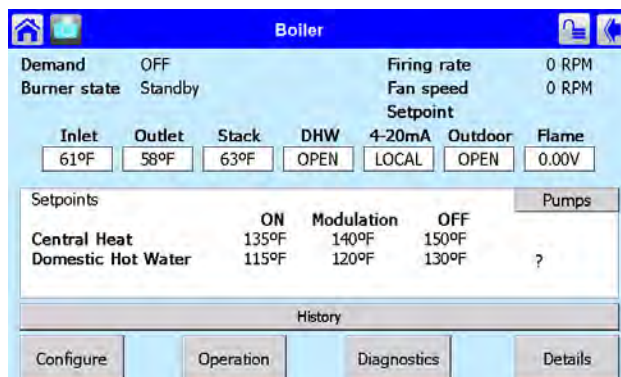 Boiler
Demand OFF Firing rate 0 RPM
Burner state Standby Fan speed 0 RPM
Setpoint
Inlet Outlet Stack DHW 4-20mA Outdoor Flame
61ºF 58ºF 63ºF OPEN LOCAL OPEN 0.00V
Setpoints Pumps
ON Modulation OFF
Central Heat 135ºF 140ºF 150ºF
Domestic Hot Water 115ºF 120ºF 130ºF ?
History
Configure Operation Diagnostics Details